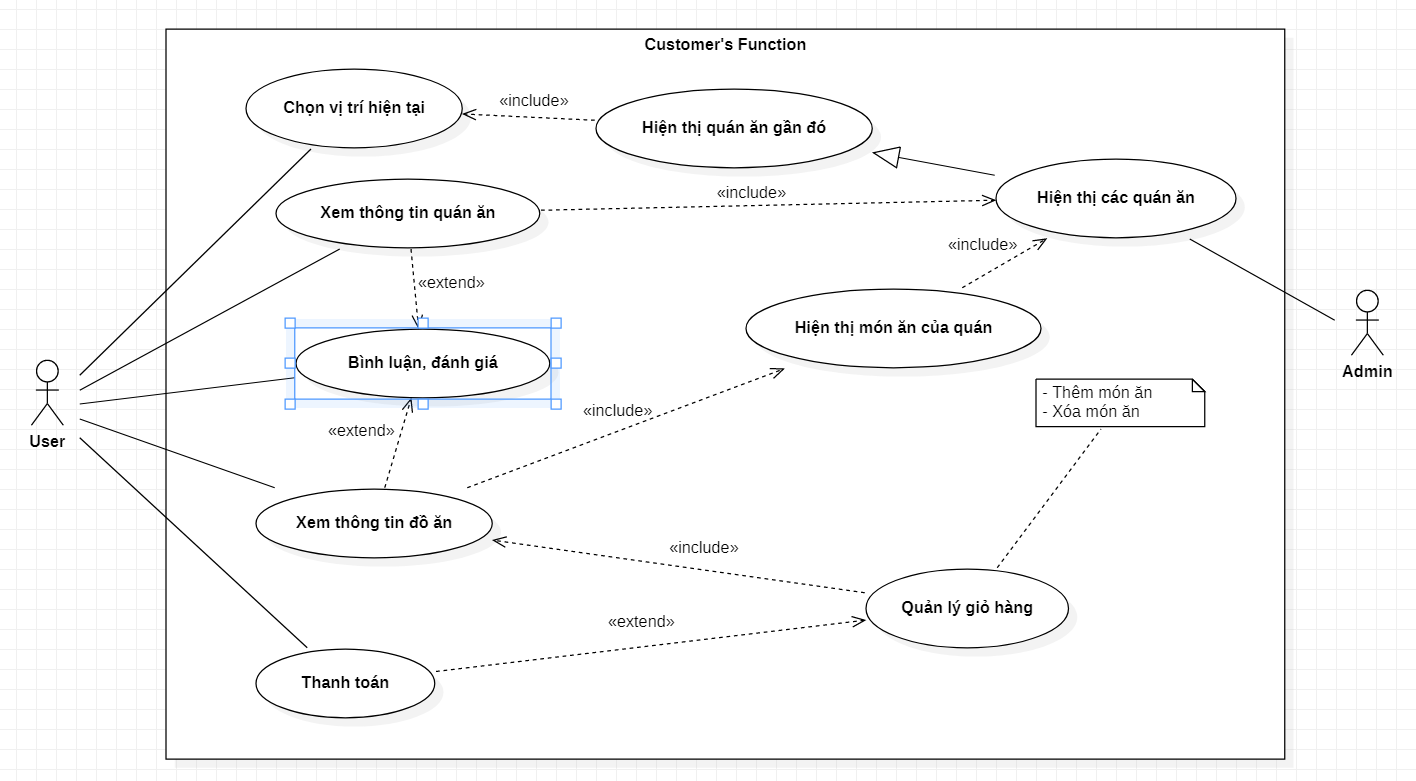 Customer's Function
Chọn vị trí hiện tại
«include»
Hiện thị quán ăn gần đó
Xem thông tin quán ăn
«include»
Hiện thị các quán ăn
«include»
«extend»
Hiện thị món ăn của quán
Bình luận, đánh giá
Admin
- Thêm món ăn
- Xóa món ăn
«include»
«extend»
User
Xem thông tin đồ ăn
«include»
Quản lý giỏ hàng
«extend»
Thanh toán